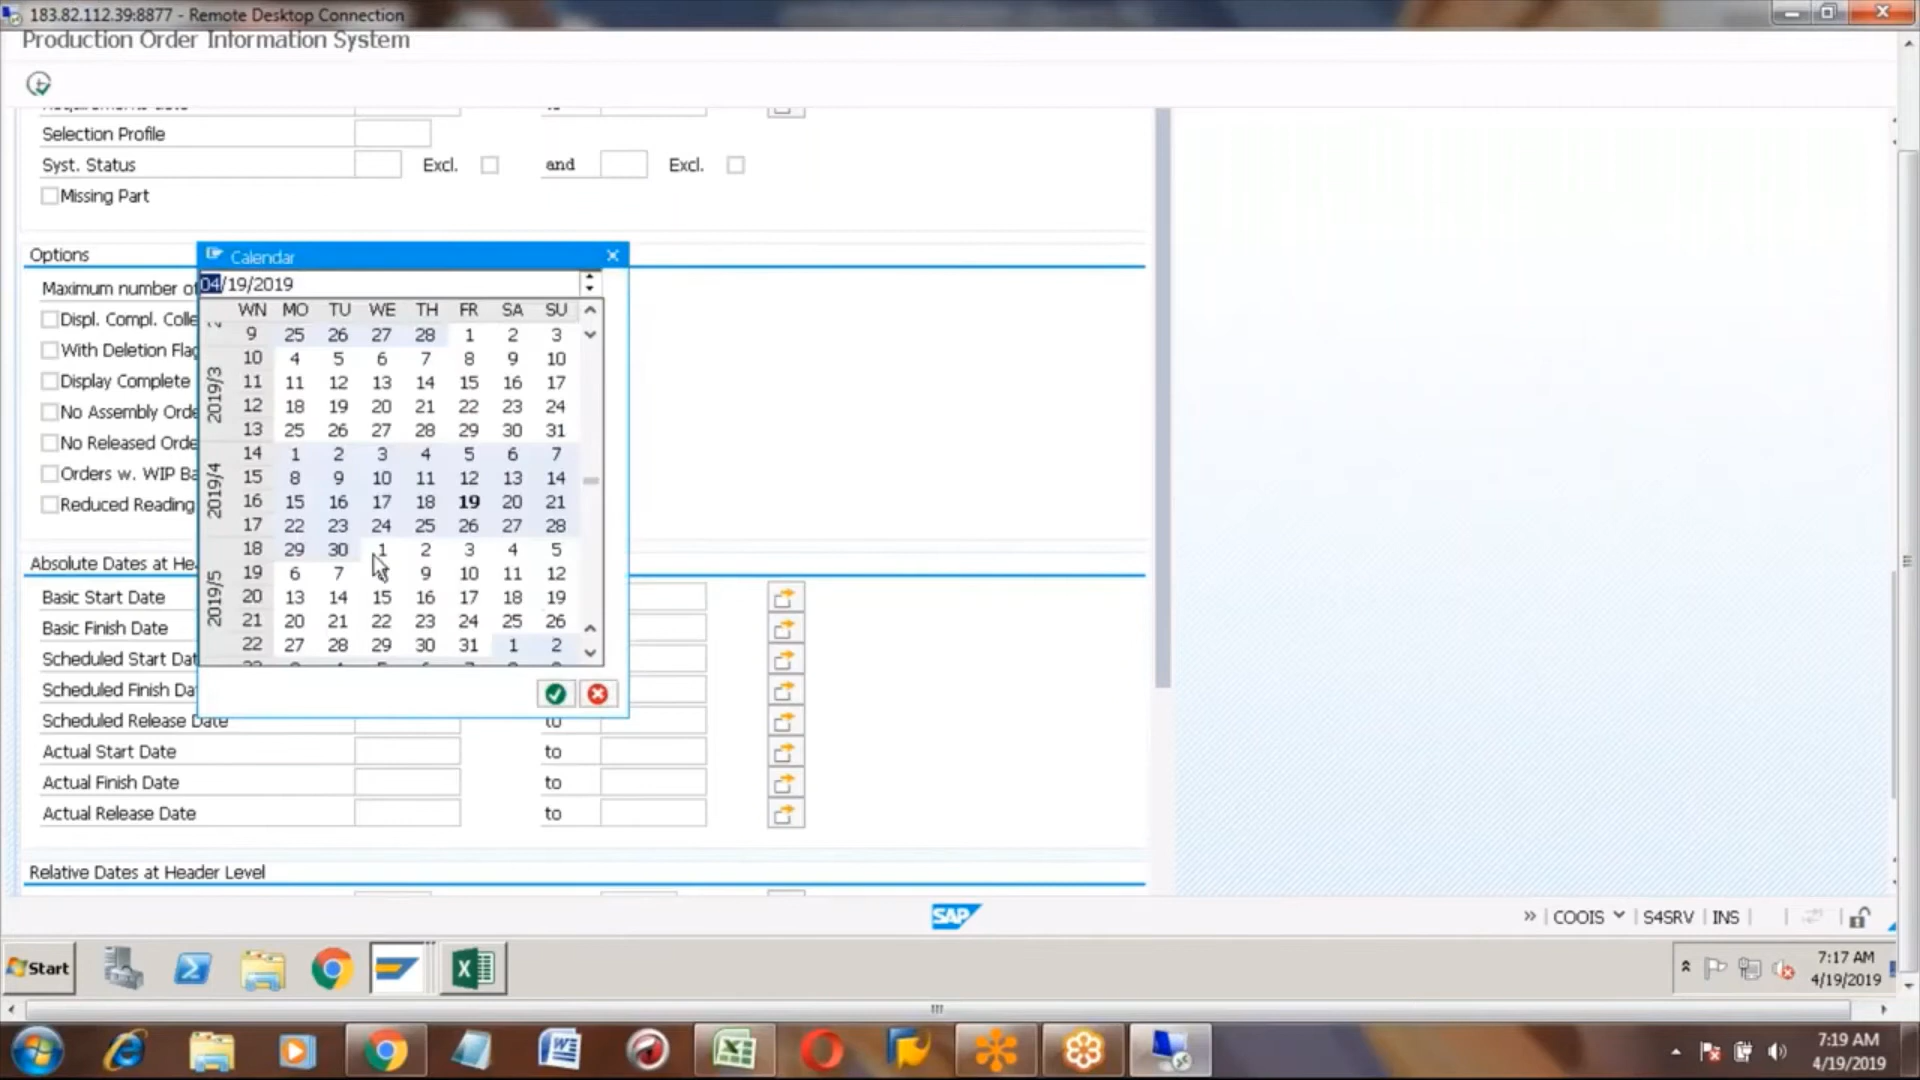 183.82.112.39:8877 - Remote Desktop Connection
Production Order Information System
Selection Profile
Syst. Status Excl. and Excl.
Missing Part
Options
Calendar
Maximum number of
04/19/2019
WN MO TU WE TH FR SA SU
Displ. Compl. Colle
9 25 26 27 28 1 2 3
With Deletion Flag
10 4 5 6 7 8 9 10
Display Complete
2019/3
11 11 12 13 14 15 16 17
No Assembly Orde
12 18 19 20 21 22 23 24
No Released Orde
13 25 26 27 28 29 30 31
14 1 2 3 4 5 6 7
Orders w. WIP Ba
2019/4
15 8 9 10 11 12 13 14
Reduced Reading
16 15 16 17 18 19 20 21
17 22 23 24 25 26 27 28
18 29 30 1 2 3 4 5
Absolute Dates at He
2019/5
19 6 7 9 10 11 12
Basic Start Date
20 13 14 15 16 17 18 19
Basic Finish Date
21 20 21 22 23 24 25 26
Scheduled Start Dat
22 27 28 29 30 31 1 2
Scheduled Finish Da
Scheduled Release Date
Actual Start Date to
Actual Finish Date to
Actual Release Date to
Relative Dates at Header Level
SAP
COOIS S4SRV INS
Start
7:17 AM
4/19/2019
7:19 AM
4/19/2019